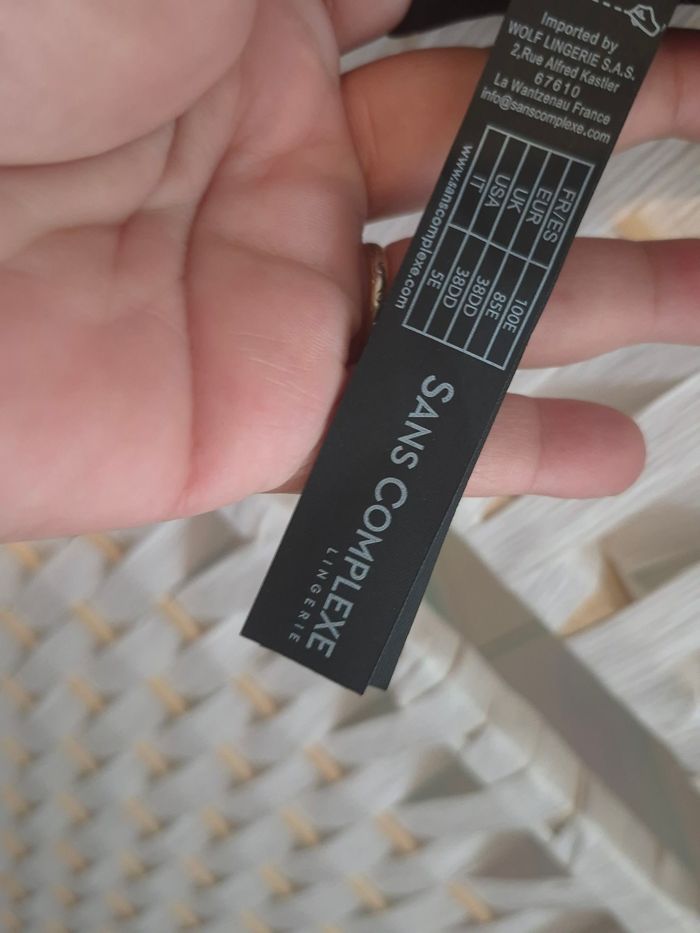 Imported by
WOLF LINGERIE S.A.S.
2,Rue Alfred Kastler
67610
La Wantzenau France
info@sanscomplexe.com
FR/ES 100E
EUR 85E
UK 38DD
USA 38DD
IT 5E
www.sanscomplexe.com
SANS COMPLEXE
LINGERIE